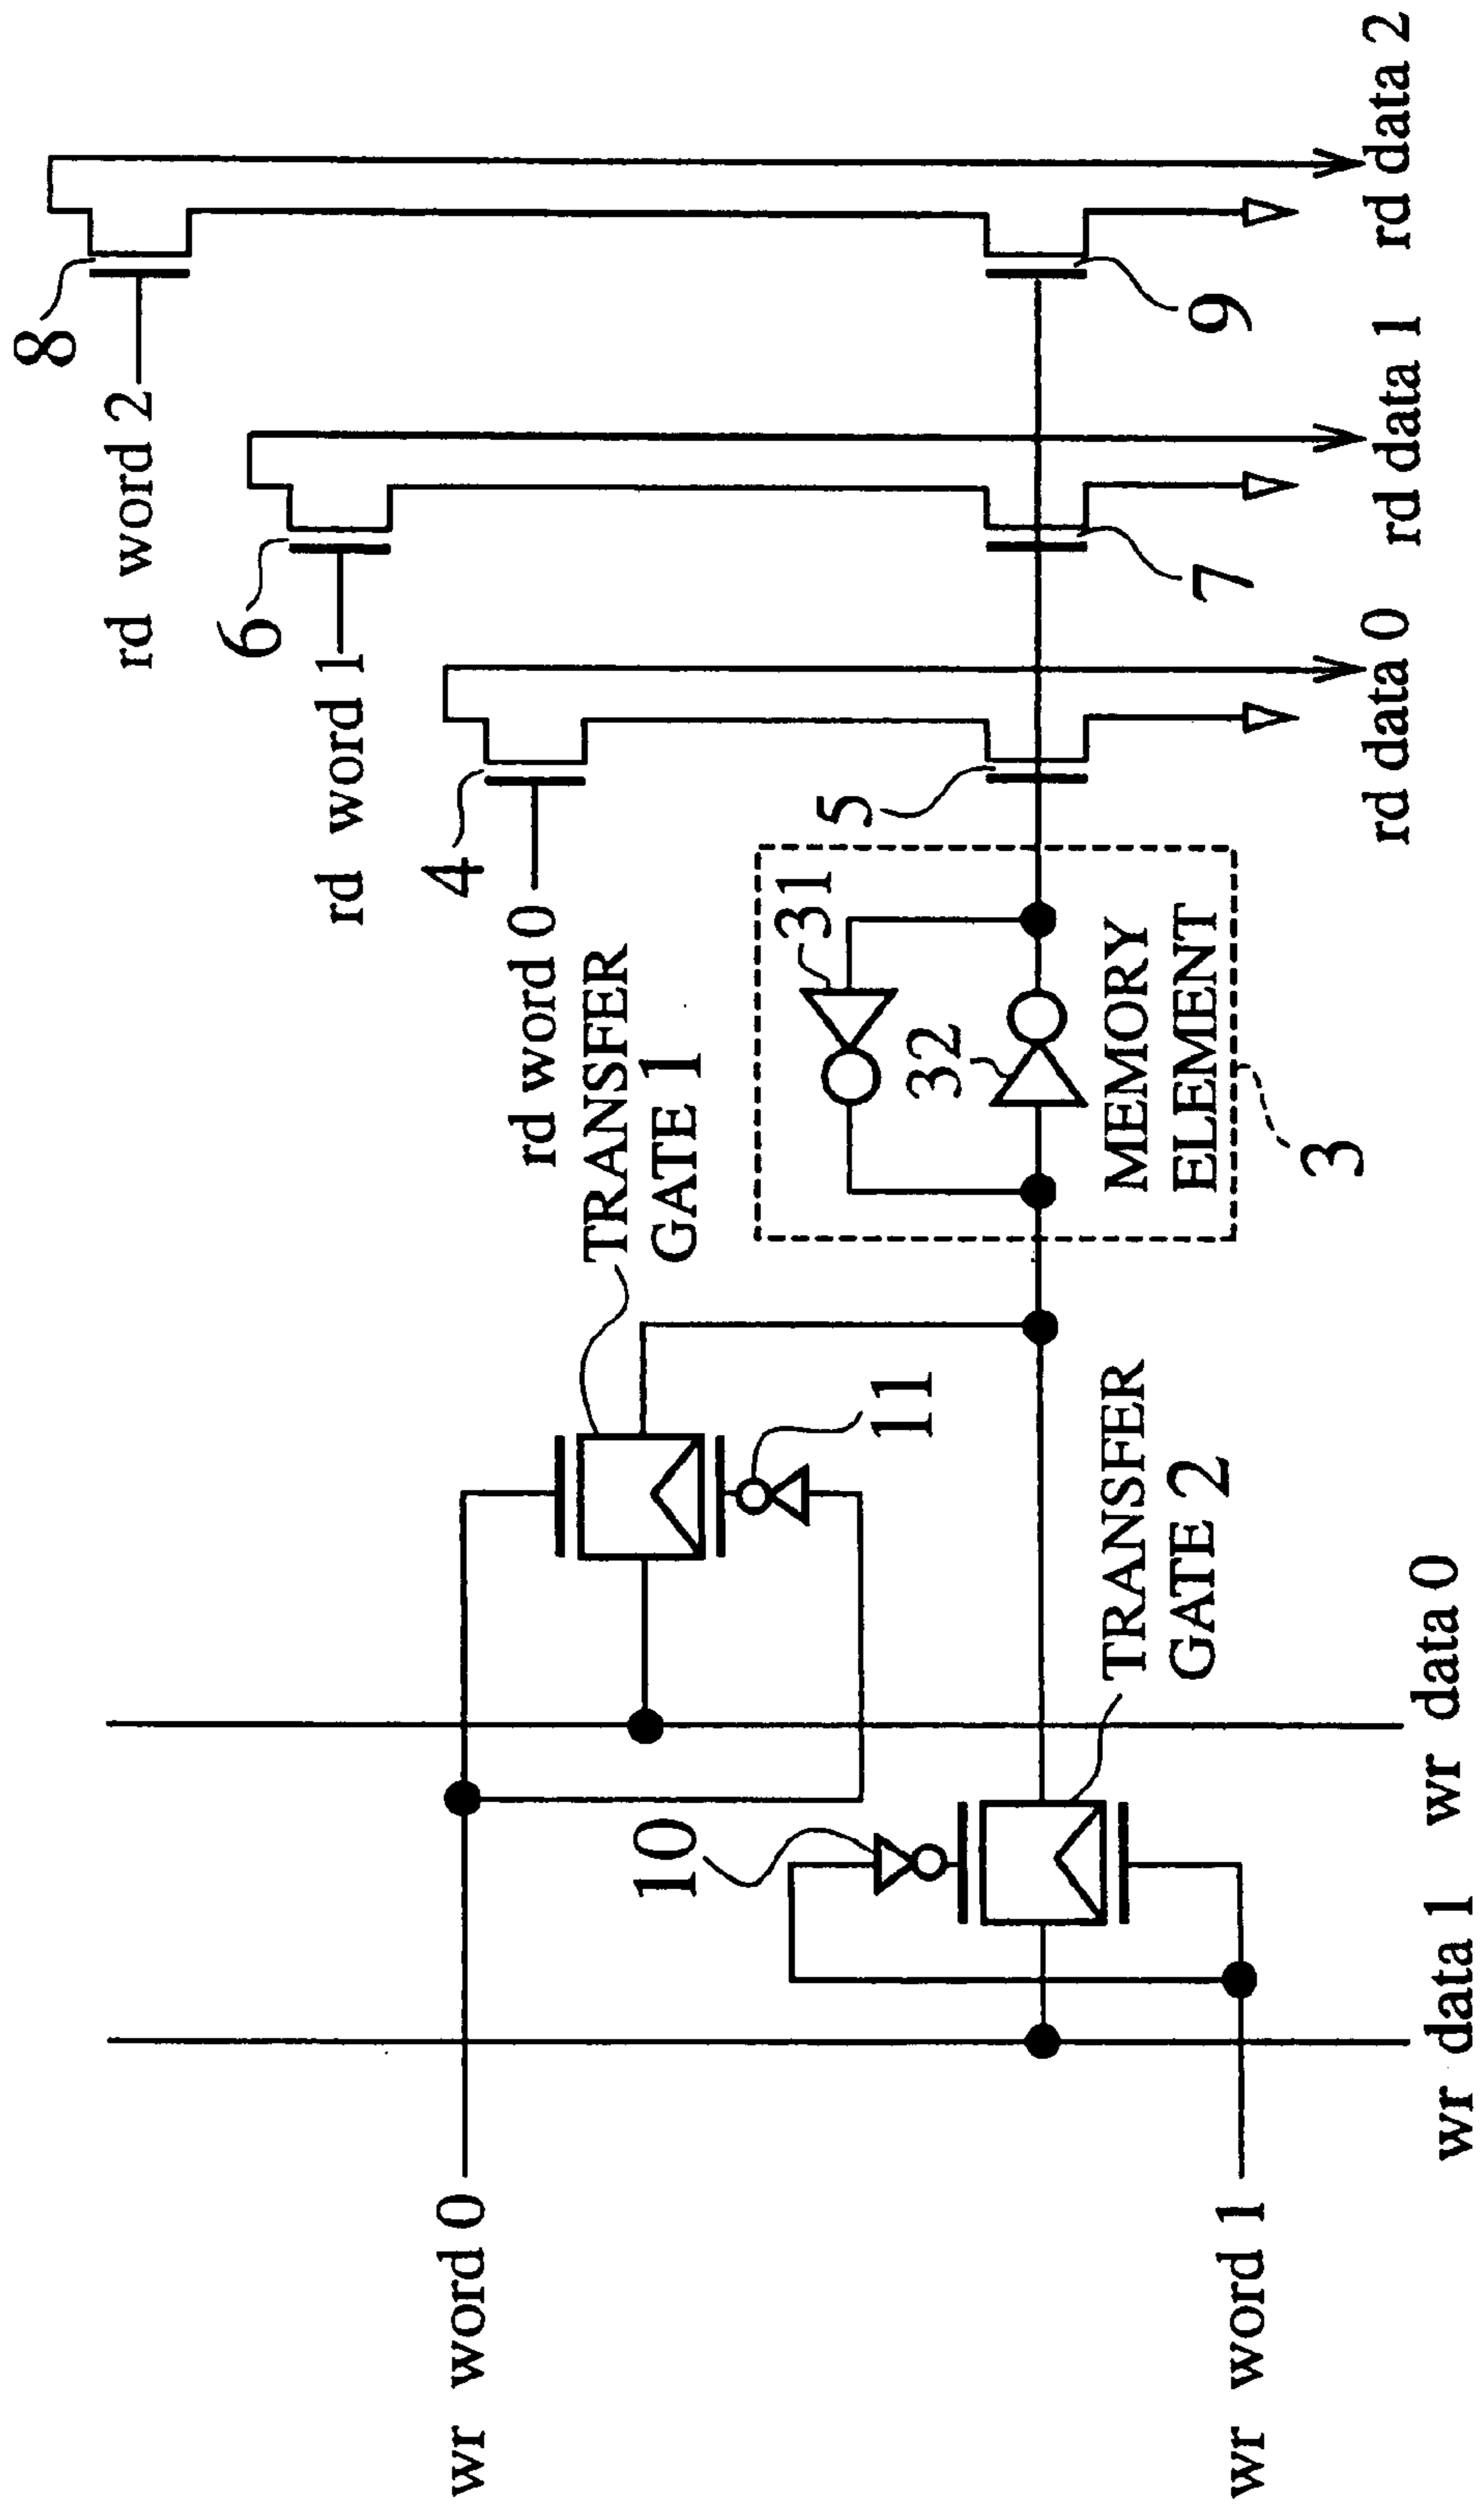 8
rd word 2
6
rd word 1
4
rd word 0
TRANSFER
GATE 1
wr word 0
11
10
5
31
32
MEMORY
ELEMENT
3
7
9
TRANSFER
GATE 2
wr word 1
wr data 1
wr data 0
rd data 0
rd data 1
rd data 2